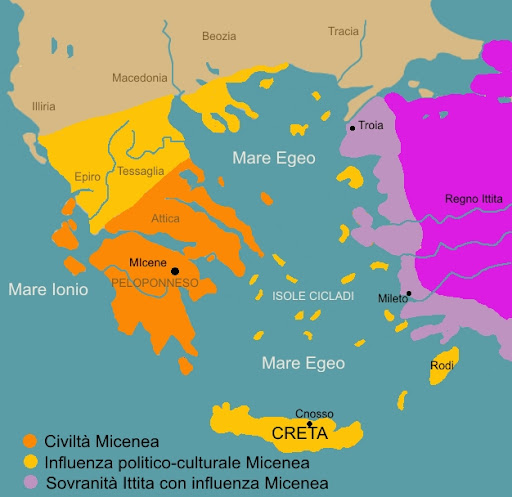 Beozia
Tracia
Macedonia
Illiria
Troia
Mare Egeo
Tessaglia
Epiro
Regno Ittita
Attica
MIcene
PELOPONNESO
Mare Ionio
ISOLE CICLADI
Mileto
Mare Egeo
Rodi
Cnosso
CRETA
Civiltà Micenea
Influenza politico-culturale Micenea
Sovranità Ittita con influenza Micenea